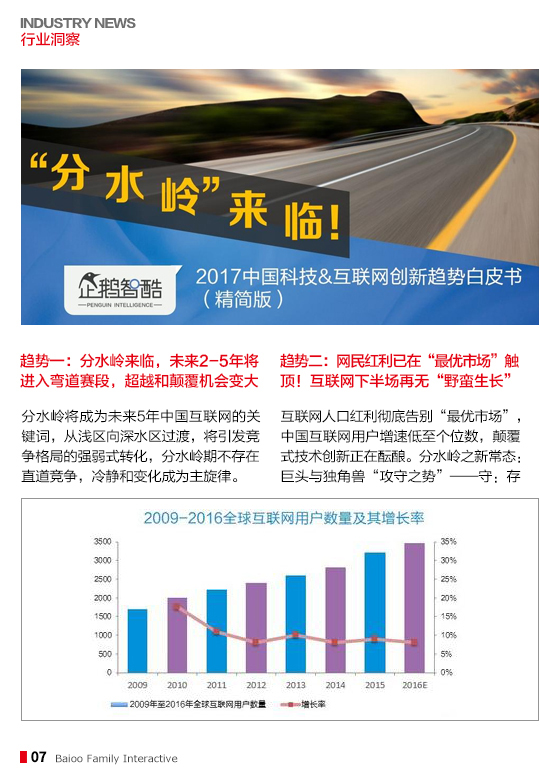 INDUSTRY NEWS
行业洞察
“分水岭”来临!
企鹅智酷
PENGUIN INTELLIGENCE
2017中国科技&互联网创新趋势白皮书
（精简版）
趋势一：分水岭来临，未来2-5年将
进入弯道赛段，超越和颠覆机会变大
分水岭将成为未来5年中国互联网的关
键词，从浅区向深水区过渡，将引发竞
争格局的强弱式转化，分水岭期不存在
直道竞争，冷静和变化成为主旋律。
趋势二：网民红利已在“最优市场”触
顶！互联网下半场再无“野蛮生长”
互联网人口红利彻底告别“最优市场”，
中国互联网用户增速低至个位数，颠覆
式技术创新正在酝酿。分水岭之新常态：
巨头与独角兽“攻守之势”——守：存
2009-2016全球互联网用户数量及其增长率
3500
3000
2500
2000
1500
1000
500
0
35%
30%
25%
20%
15%
10%
5%
0%
2009 2010 2011 2012 2013 2014 2015 2016E
2009年至2016年全球互联网用户数量 增长率
07 Baioo Family Interactive